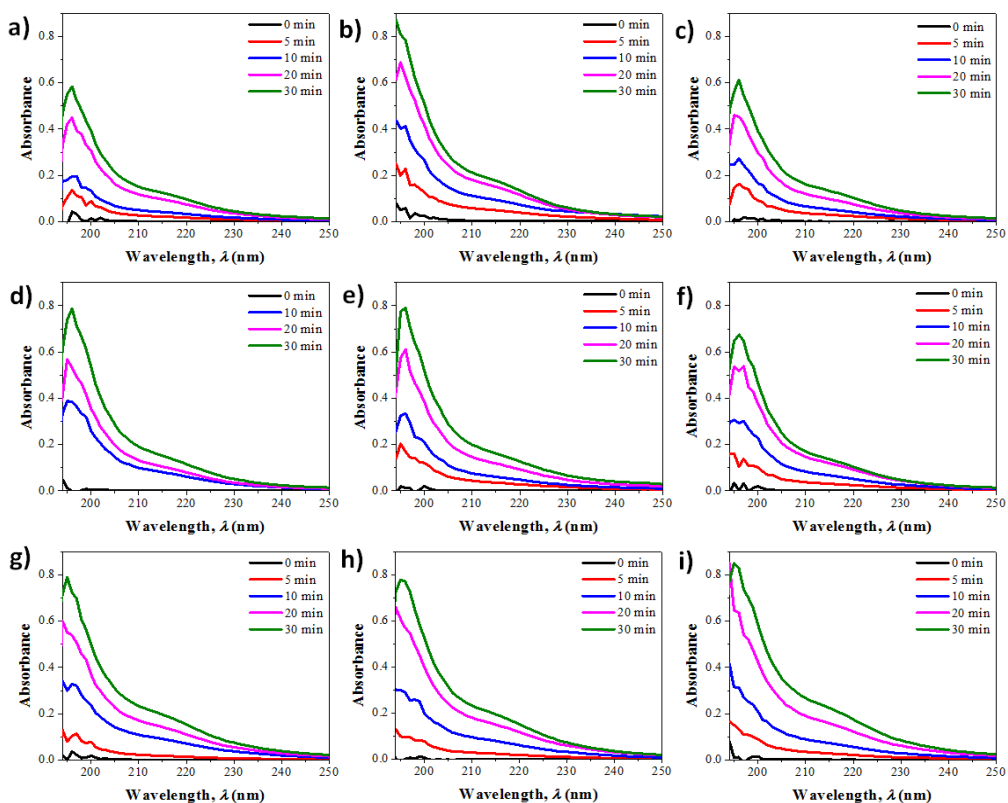 a)
0 min
5 min
10 min
20 min
30 min
Absorbance
0.8
0.6
0.4
0.2
0.0
200 210 220 230 240 250
Wavelength, λ (nm)
b)
0 min
5 min
10 min
20 min
30 min
Absorbance
0.8
0.6
0.4
0.2
0.0
200 210 220 230 240 250
Wavelength, λ (nm)
c)
0 min
5 min
10 min
20 min
30 min
Absorbance
0.8
0.6
0.4
0.2
0.0
200 210 220 230 240 250
Wavelength, λ (nm)
d)
0 min
10 min
20 min
30 min
Absorbance
0.8
0.6
0.4
0.2
0.0
200 210 220 230 240 250
Wavelength, λ (nm)
e)
0 min
5 min
10 min
20 min
30 min
Absorbance
0.8
0.6
0.4
0.2
0.0
200 210 220 230 240 250
Wavelength, λ (nm)
f)
0 min
5 min
10 min
20 min
30 min
Absorbance
0.8
0.6
0.4
0.2
0.0
200 210 220 230 240 250
Wavelength, λ (nm)
g)
0 min
5 min
10 min
20 min
30 min
Absorbance
0.8
0.6
0.4
0.2
0.0
200 210 220 230 240 250
Wavelength, λ (nm)
h)
0 min
5 min
10 min
20 min
30 min
Absorbance
0.8
0.6
0.4
0.2
0.0
200 210 220 230 240 250
Wavelength, λ (nm)
i)
0 min
5 min
10 min
20 min
30 min
Absorbance
0.8
0.6
0.4
0.2
0.0
200 210 220 230 240 250
Wavelength, λ (nm)